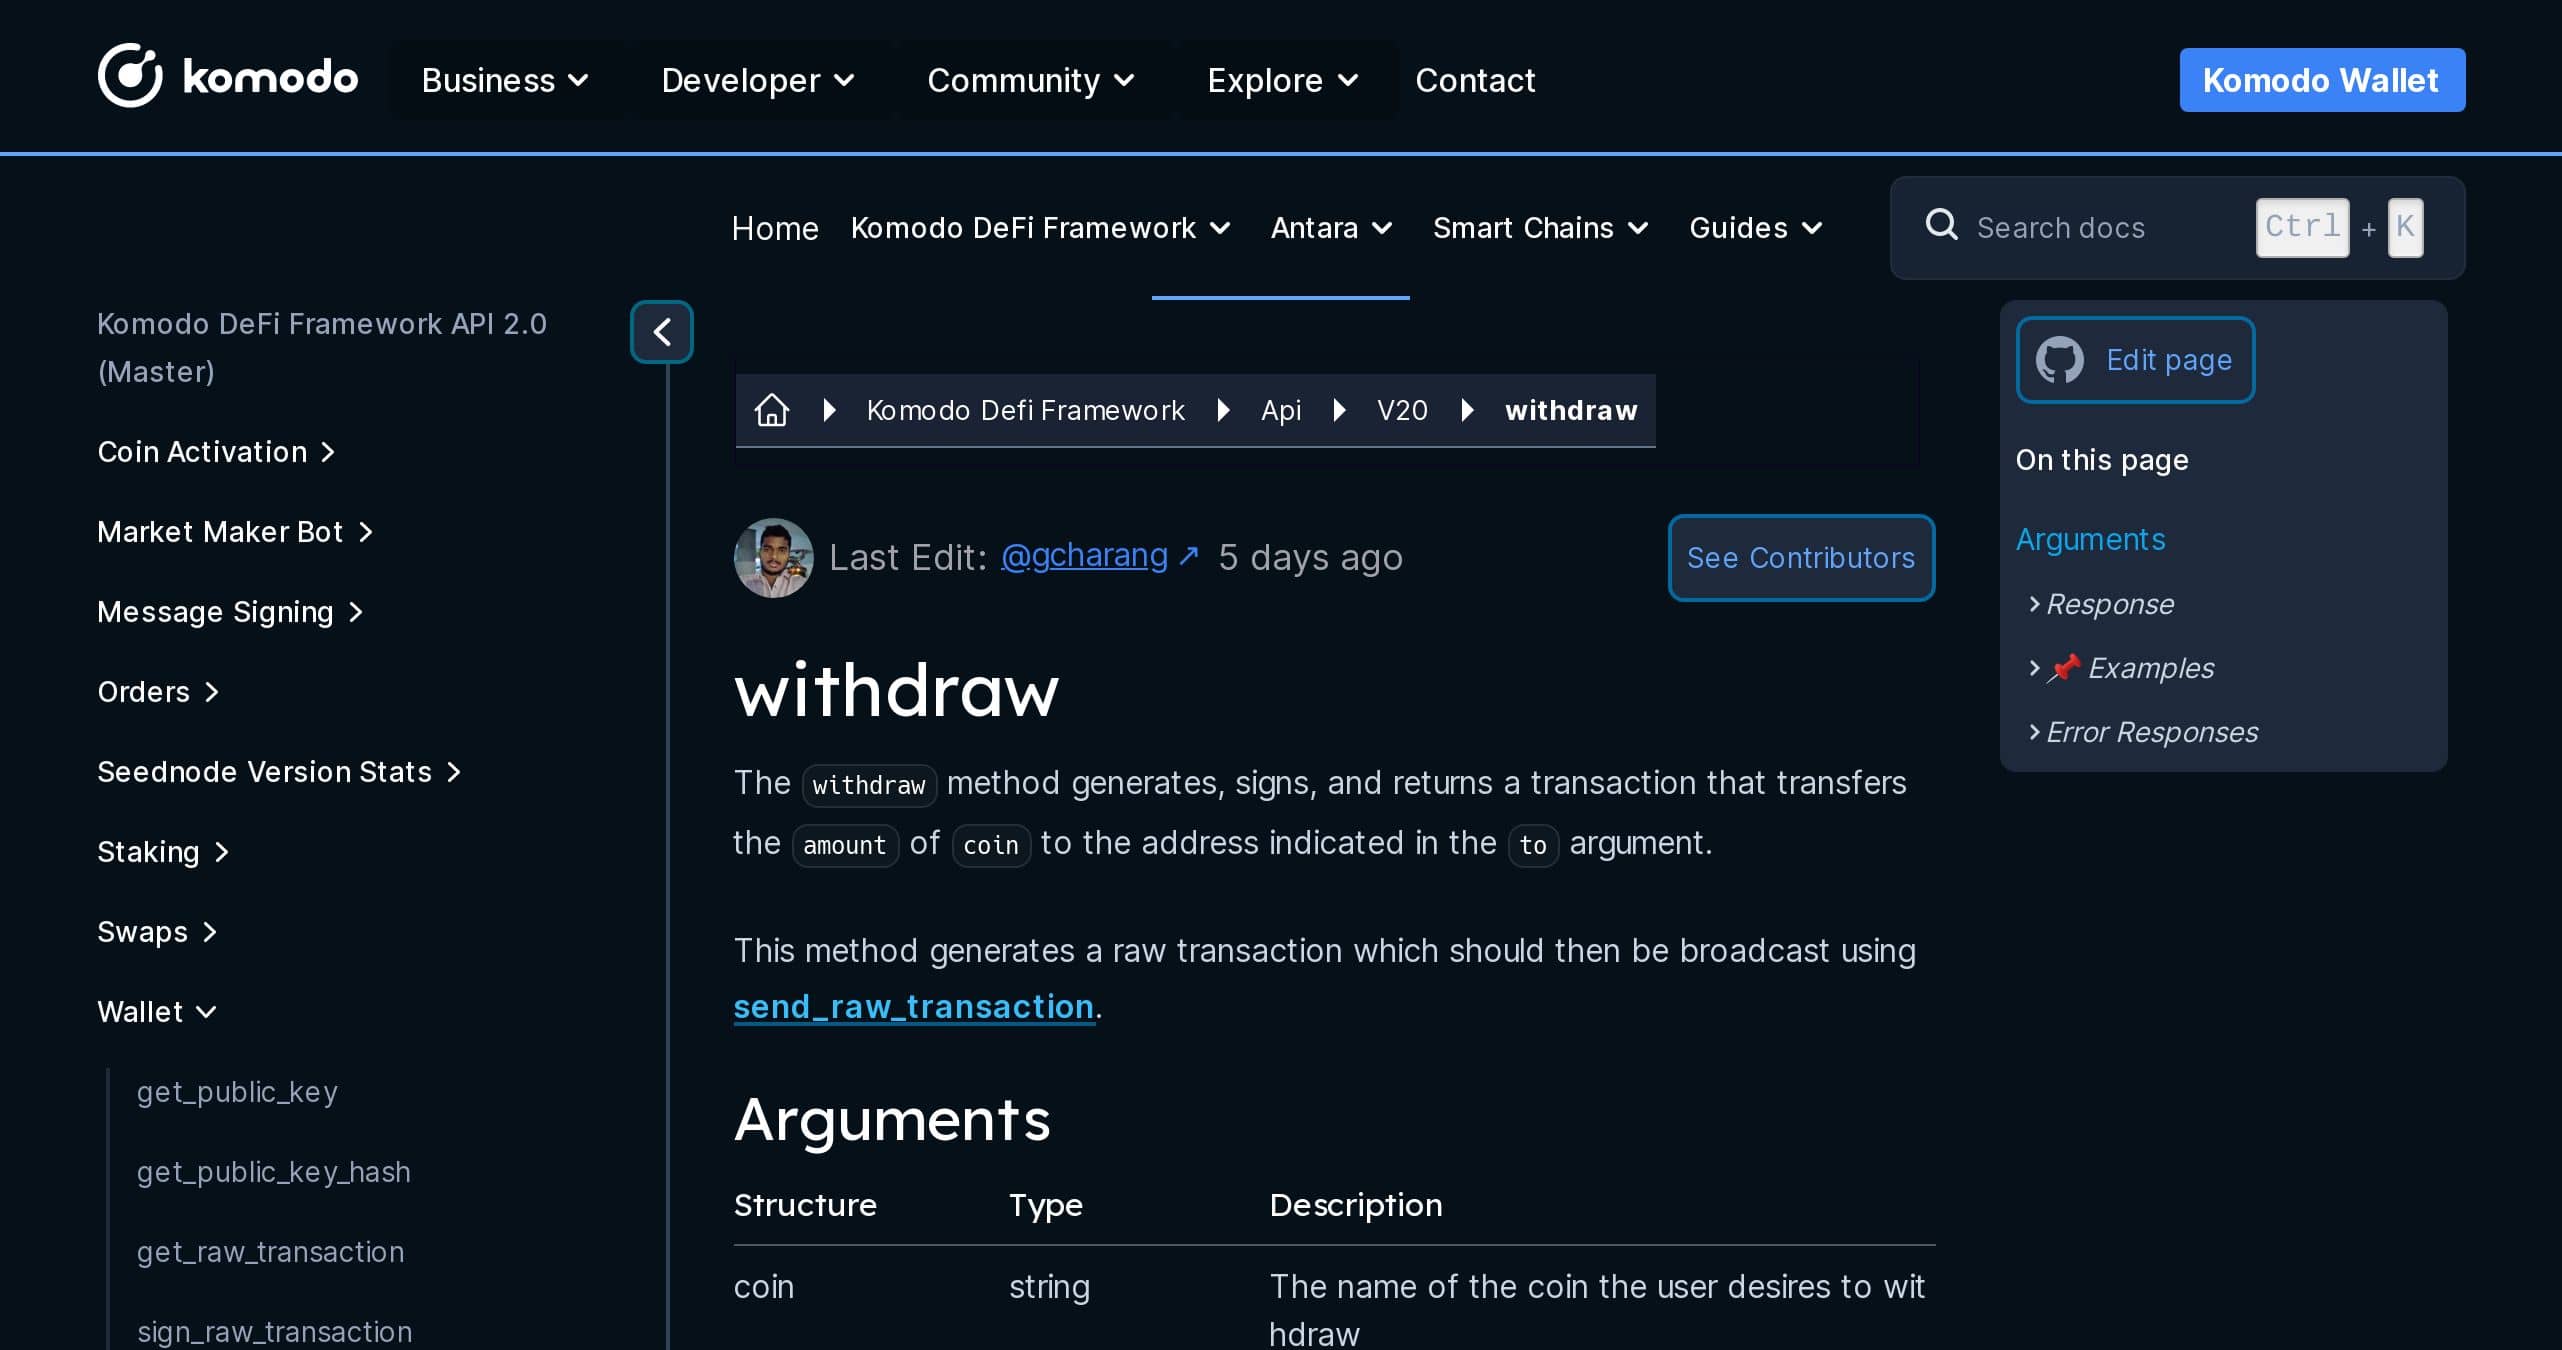 komodo Business Developer Community Explore Contact Komodo Wallet
Home Komodo DeFi Framework Antara Smart Chains Guides Search docs Ctrl + K
Komodo DeFi Framework API 2.0
(Master)
Coin Activation
Market Maker Bot
Message Signing
Orders
Seednode Version Stats
Staking
Swaps
Wallet
get_public_key
get_public_key_hash
get_raw_transaction
sign_raw_transaction
Komodo Defi Framework Api V20 withdraw
Last Edit: @gcharang ↗ 5 days ago See Contributors
withdraw
The withdraw method generates, signs, and returns a transaction that transfers
the amount of coin to the address indicated in the to argument.
This method generates a raw transaction which should then be broadcast using
send_raw_transaction.
Arguments
Structure Type Description
coin string The name of the coin the user desires to wit
hdraw
Edit page
On this page
Arguments
Response
📌 Examples
Error Responses